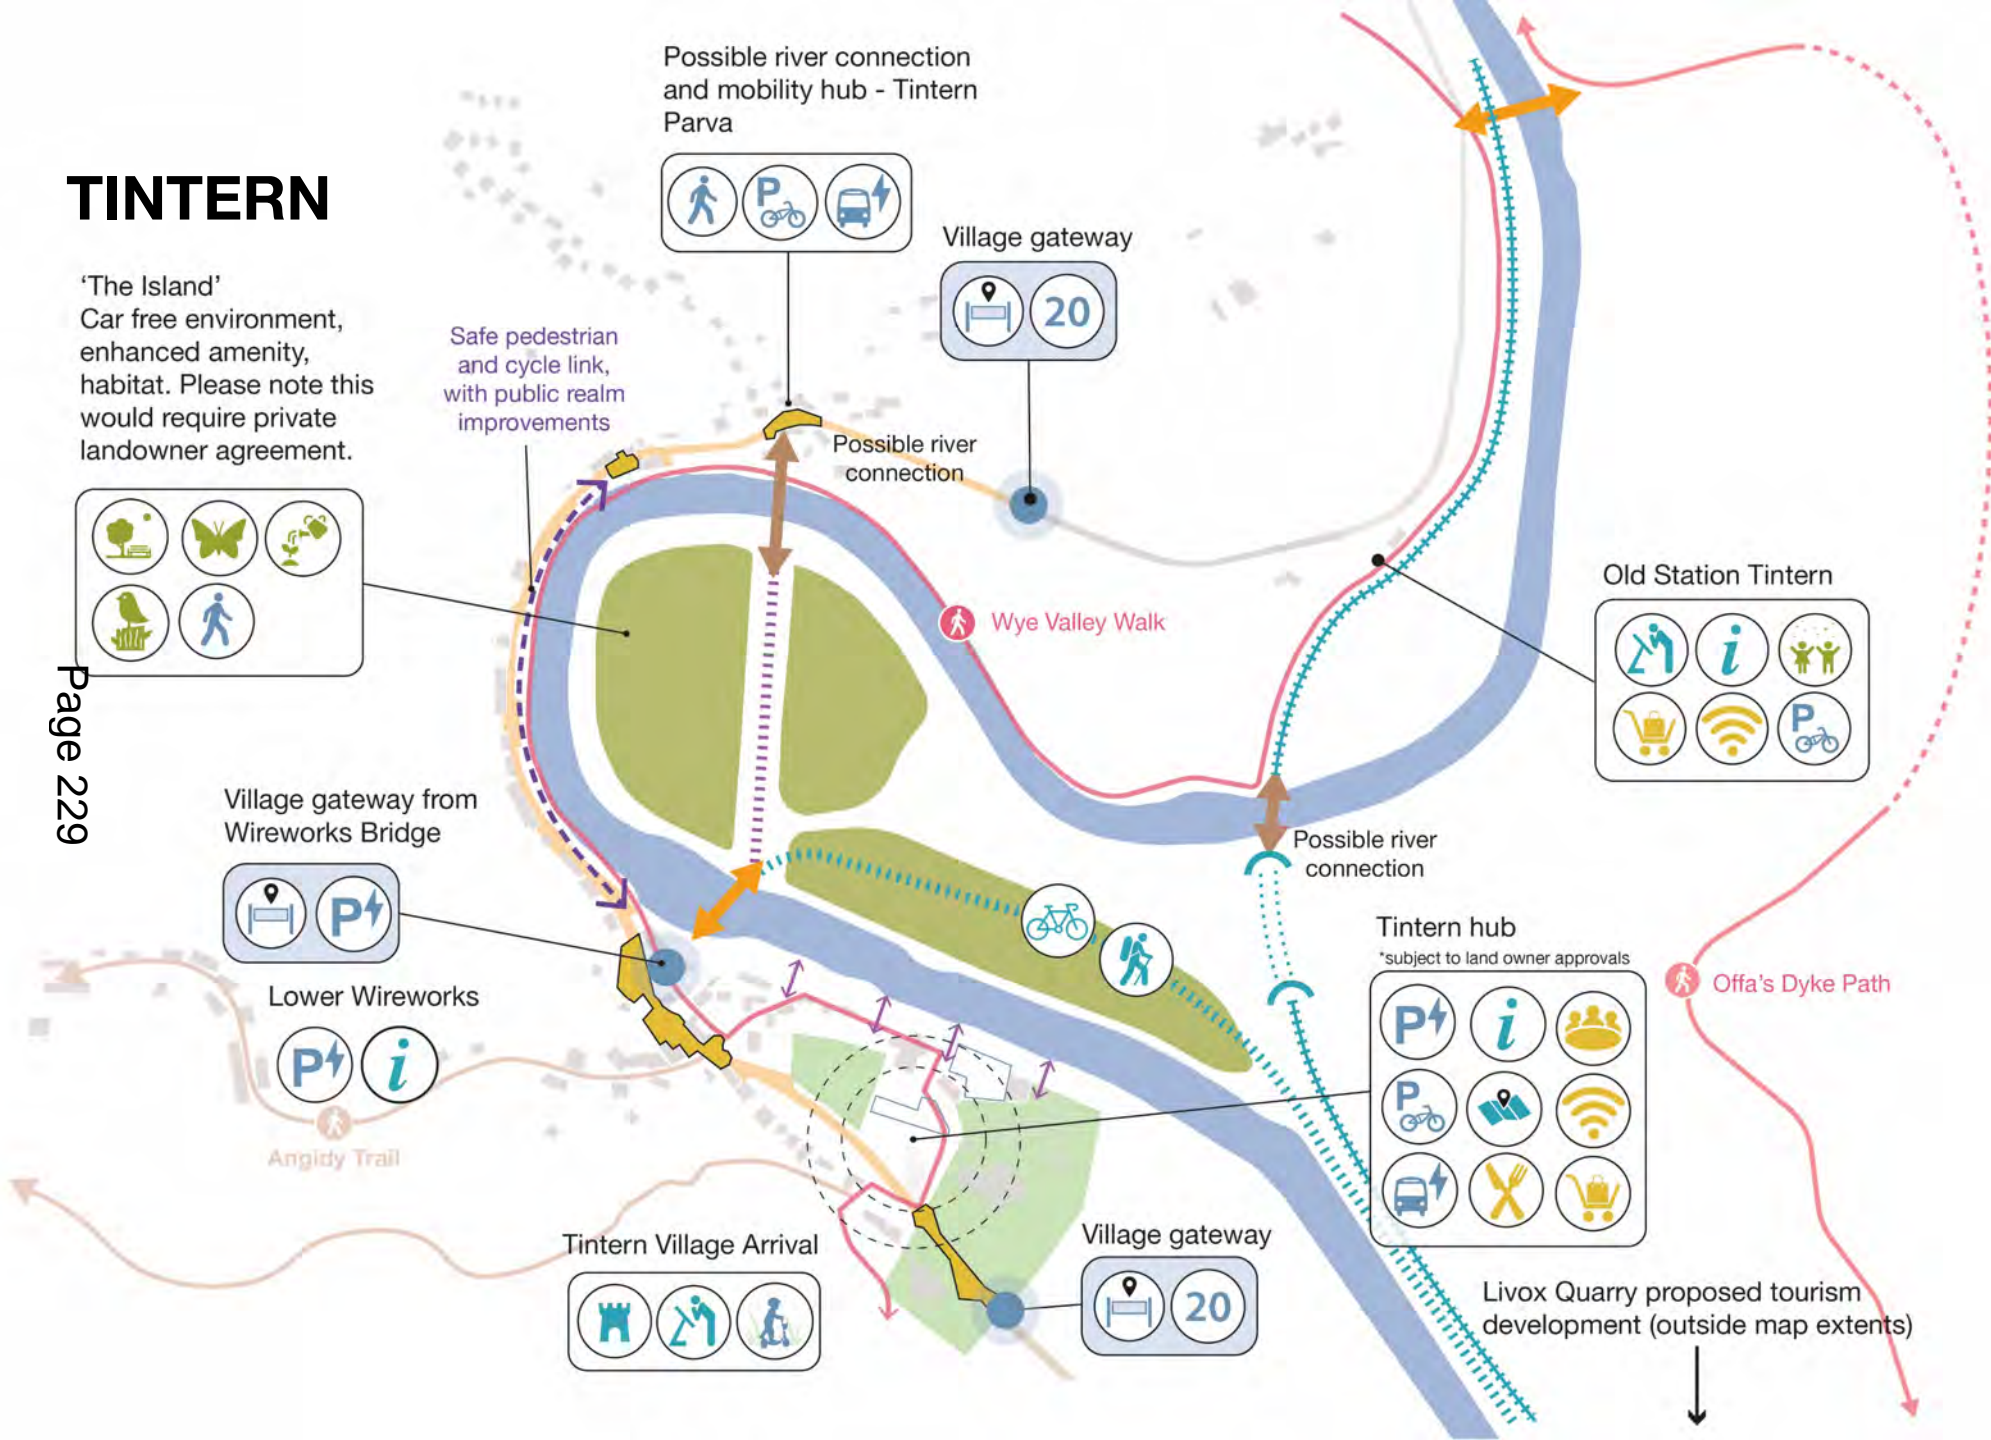 Possible river connection
and mobility hub - Tintern
Parva
P
TINTERN
Village gateway
20
'The Island'
Car free environment,
enhanced amenity,
habitat. Please note this
would require private
landowner agreement.
Safe pedestrian
and cycle link,
with public realm
improvements
Possible river
connection
Wye Valley Walk
Old Station Tintern
i
P
Page 229
Village gateway from
Wireworks Bridge
P
Possible river
connection
Lower Wireworks
P
i
Angidy Trail
Tintern hub
*subject to land owner approvals
P
i
P
Offa's Dyke Path
Tintern Village Arrival
Village gateway
20
Livox Quarry proposed tourism
development (outside map extents)